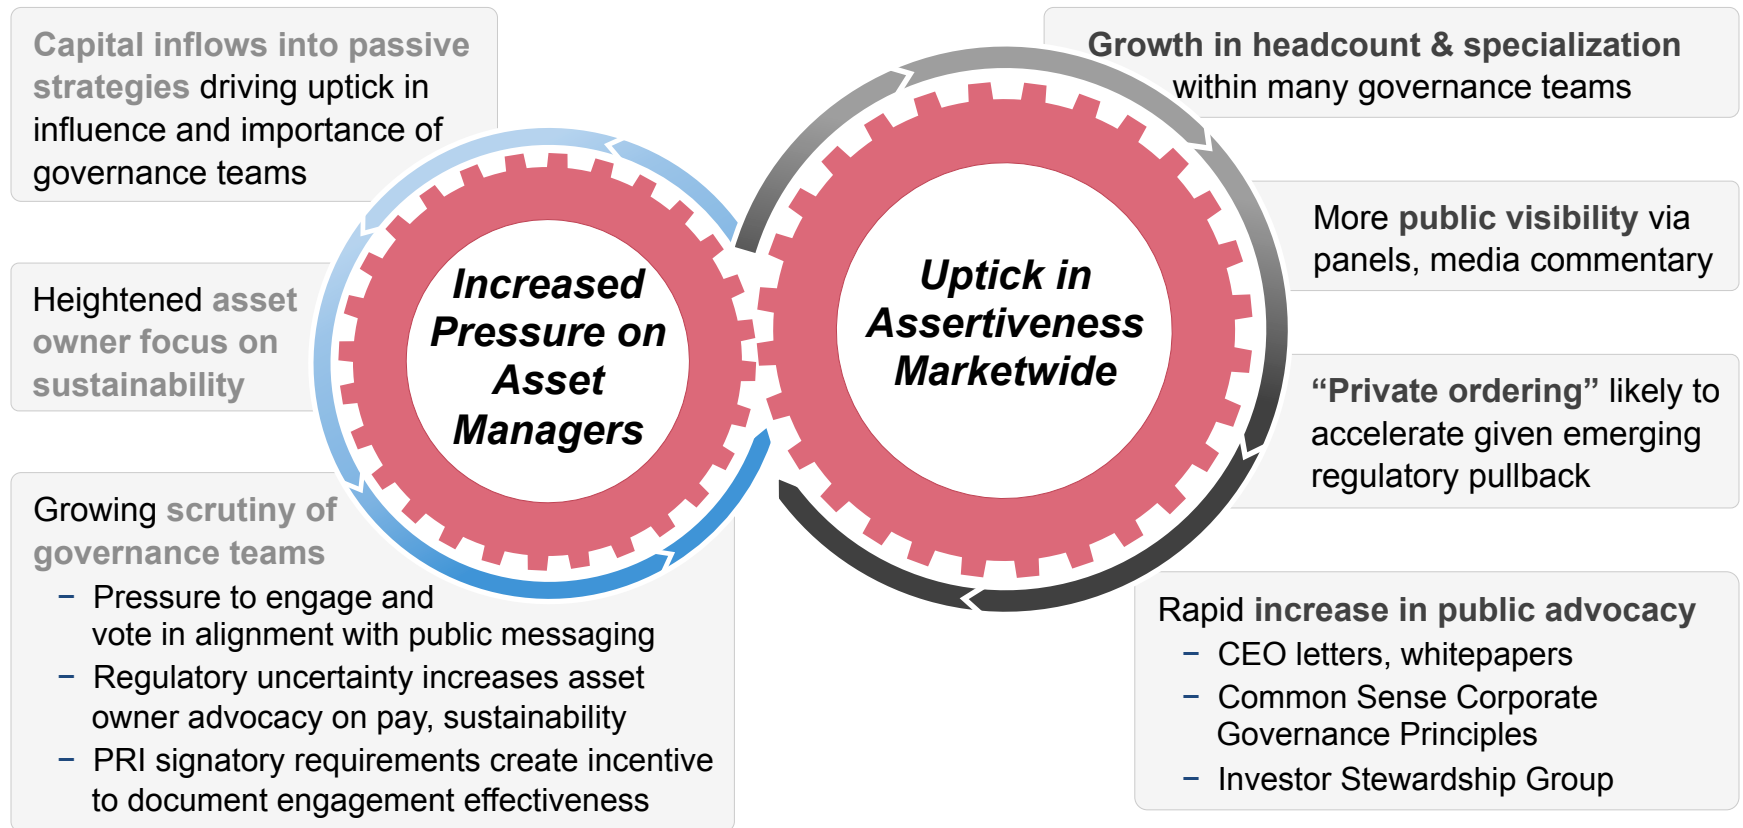 Capital inflows into passive
strategies driving uptick in
influence and importance of
governance teams
Heightened asset
owner focus on
sustainability
Growing scrutiny of
governance teams
– Pressure to engage and
vote in alignment with public messaging
– Regulatory uncertainty increases asset
owner advocacy on pay, sustainability
– PRI signatory requirements create incentive
to document engagement effectiveness
Increased
Pressure on
Asset
Managers
Uptick in
Assertiveness
Marketwide
Growth in headcount & specialization
within many governance teams
More public visibility via
panels, media commentary
“Private ordering” likely to
accelerate given emerging
regulatory pullback
Rapid increase in public advocacy
– CEO letters, whitepapers
– Common Sense Corporate
Governance Principles
– Investor Stewardship Group